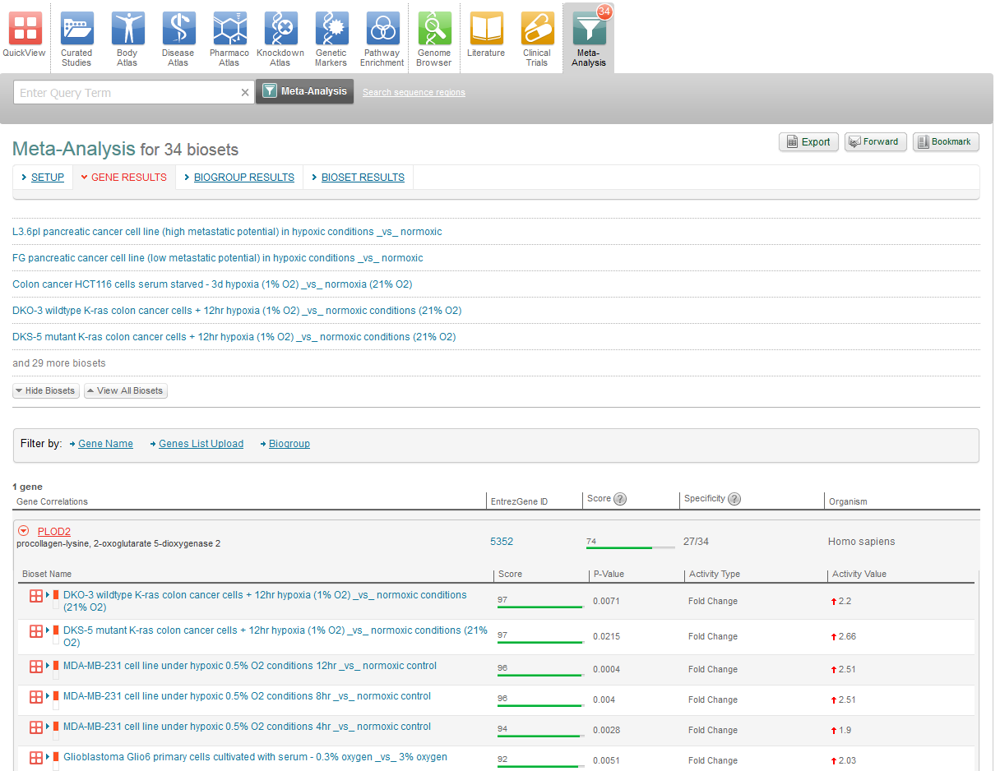 34
QuickView
Curated Studies
Body Atlas
Disease Atlas
Pharmaco Atlas
Knockdown Atlas
Genetic Markers
Pathway Enrichment
Genome Browser
Literature
Clinical Trials
Meta-Analysis
Enter Query Term × Meta-Analysis Search sequence regions
Meta-Analysis for 34 biosets Export Forward Bookmark
SETUP GENE RESULTS BIOGROUP RESULTS BIOSET RESULTS
L3.6pl pancreatic cancer cell line (high metastatic potential) in hypoxic conditions _vs_ normoxic
FG pancreatic cancer cell line (low metastatic potential) in hypoxic conditions _vs_ normoxic
Colon cancer HCT116 cells serum starved - 3d hypoxia (1% O2) _vs_ normoxia (21% O2)
DKO-3 wildtype K-ras colon cancer cells + 12hr hypoxia (1% O2) _vs_ normoxic conditions (21% O2)
DKS-5 mutant K-ras colon cancer cells + 12hr hypoxia (1% O2) _vs_ normoxic conditions (21% O2)
and 29 more biosets
Hide Biosets View All Biosets
Filter by: Gene Name Genes List Upload Biogroup
1 gene
Gene Correlations EntrezGene ID Score ? Specificity ? Organism
PLOD2
procollagen-lysine, 2-oxoglutarate 5-dioxygenase 2 5352 74 27/34 Homo sapiens
Bioset Name Score P-Value Activity Type Activity Value
DKO-3 wildtype K-ras colon cancer cells + 12hr hypoxia (1% O2) _vs_ normoxic conditions
(21% O2) 97 0.0071 Fold Change 2.2
DKS-5 mutant K-ras colon cancer cells + 12hr hypoxia (1% O2) _vs_ normoxic conditions (21%
O2) 97 0.0215 Fold Change 2.66
MDA-MB-231 cell line under hypoxic 0.5% O2 conditions 12hr _vs_ normoxic control 96 0.0004 Fold Change 2.51
MDA-MB-231 cell line under hypoxic 0.5% O2 conditions 8hr _vs_ normoxic control 96 0.004 Fold Change 2.51
MDA-MB-231 cell line under hypoxic 0.5% O2 conditions 4hr _vs_ normoxic control 94 0.0028 Fold Change 1.9
Glioblastoma Glio6 primary cells cultivated with serum - 0.3% oxygen _vs_ 3% oxygen 92 0.0051 Fold Change 2.03